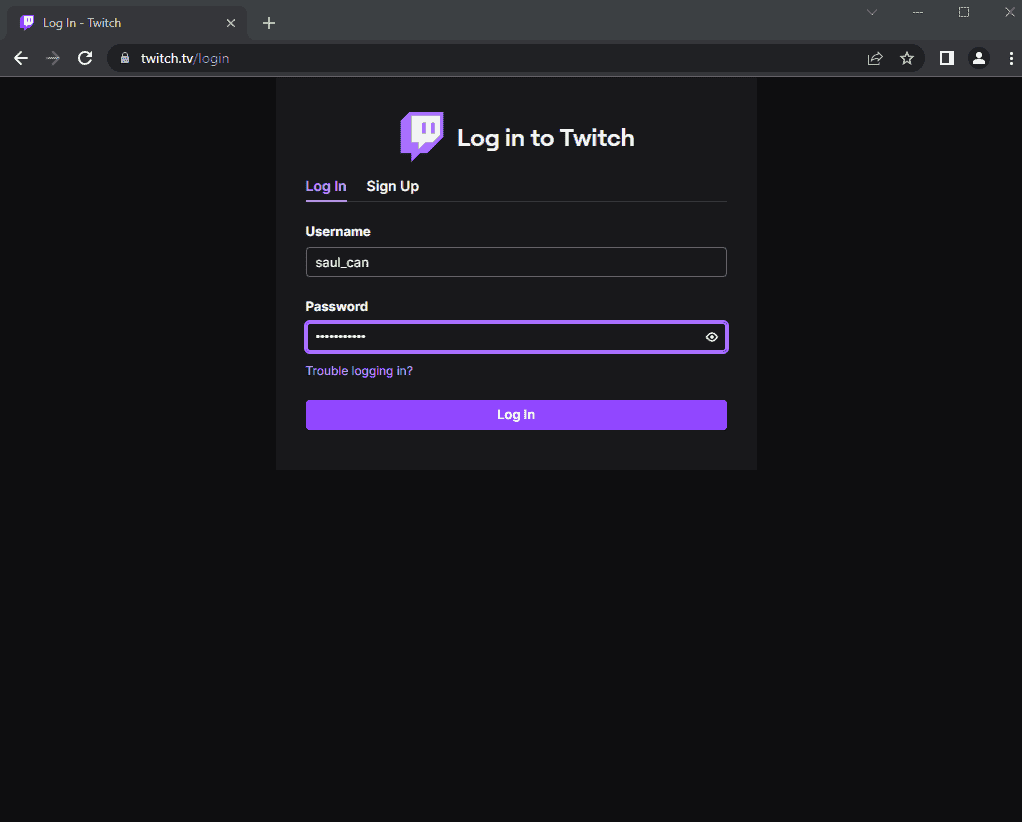 Log In - Twitch
twitch.tv/login
Log in to Twitch
Log In Sign Up
Username
saul_can
Password
•••••••••••
Trouble logging in?
Log In